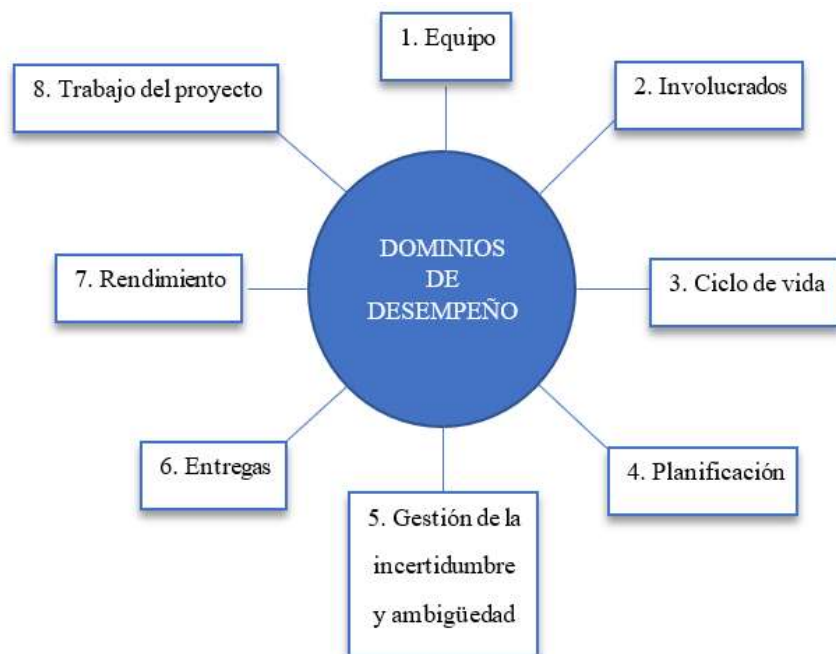 1. Equipo
2. Involucrados
3. Ciclo de vida
4. Planificación
5. Gestión de la
incertidumbre
y ambigüedad
6. Entregas
7. Rendimiento
8. Trabajo del proyecto
DOMINIOS
DE
DESEMPEÑO